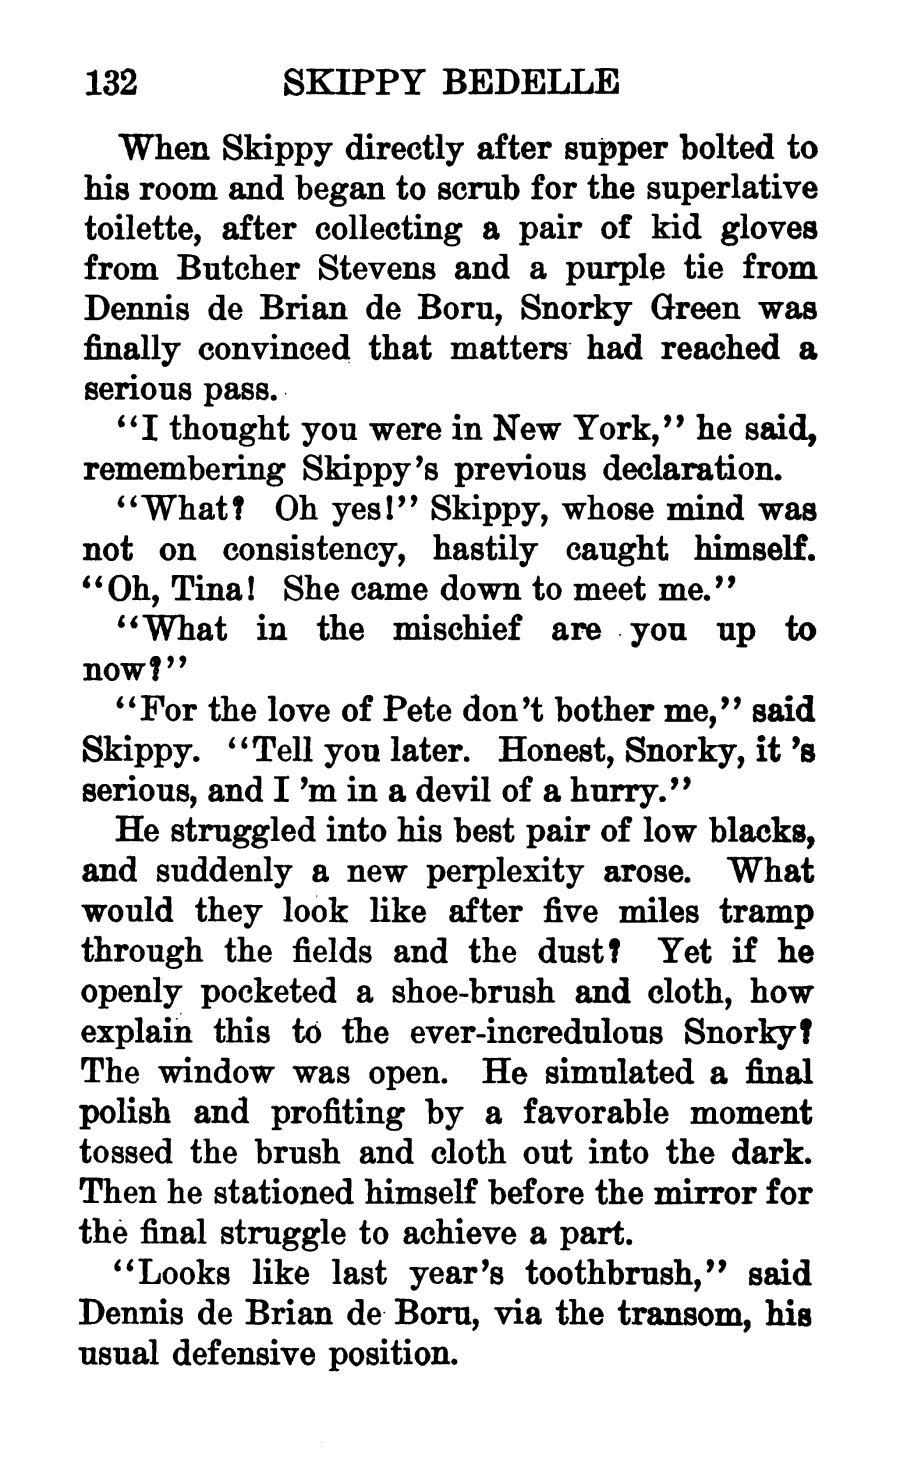 132 SKIPPY BEDELLE
When Skippy directly after supper bolted to
his room and began to scrub for the superlative
toilette, after collecting a pair of kid gloves
from Butcher Stevens and a purple tie from
Dennis de Brian de Boru, Snorky Green was
finally convinced that matters had reached a
serious pass.
“I thought you were in New York,” he said,
remembering Skippy’s previous declaration.
“What? Oh yes!” Skippy, whose mind was
not on consistency, hastily caught himself.
“Oh, Tina! She came down to meet me.”
“What in the mischief are you up to
now?”
“For the love of Pete don’t bother me,” said
Skippy. “Tell you later. Honest, Snorky, it ’s
serious, and I ’m in a devil of a hurry.”
He struggled into his best pair of low blacks,
and suddenly a new perplexity arose. What
would they look like after five miles tramp
through the fields and the dust? Yet if he
openly pocketed a shoe-brush and cloth, how
explain this to the ever-incredulous Snorky?
The window was open. He simulated a final
polish and profiting by a favorable moment
tossed the brush and cloth out into the dark.
Then he stationed himself before the mirror for
the final struggle to achieve a part.
“Looks like last year’s toothbrush,” said
Dennis de Brian de Boru, via the transom, his
usual defensive position.